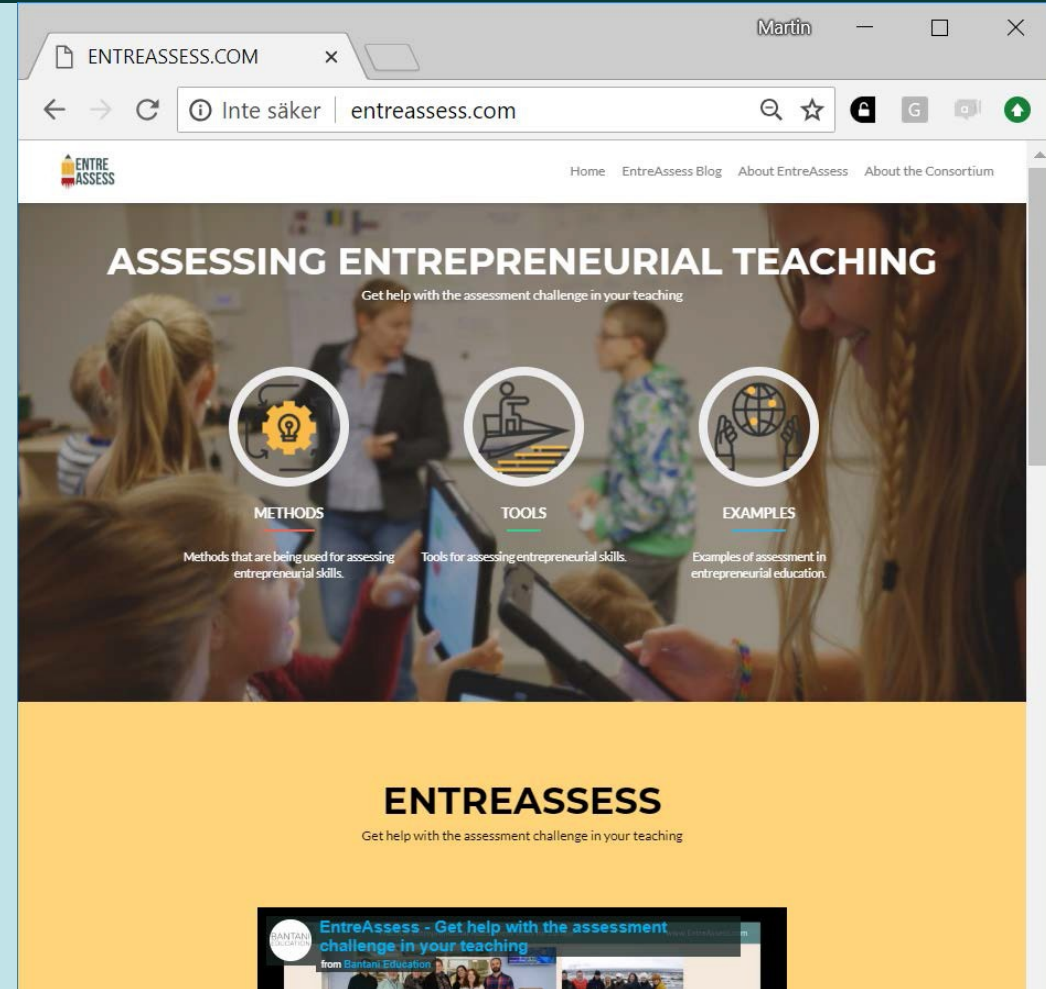 Martin
ENTREASSESS.COM
Inte säker | entreassess.com
G
ENTRE
ASSESS
Home EntreAssess Blog About EntreAssess About the Consortium
ASSESSING ENTREPRENEURIAL TEACHING
Get help with the assessment challenge in your teaching
METHODS
Methods that are being used for assessing
entrepreneurial skills.
TOOLS
Tools for assessing entrepreneurial skills.
EXAMPLES
Examples of assessment in
entrepreneurial education.
ENTREASSESS
Get help with the assessment challenge in your teaching
BANTANI
EDUCATION
EntreAssess - Get help with the assessment
challenge in your teaching
from Bantani Education